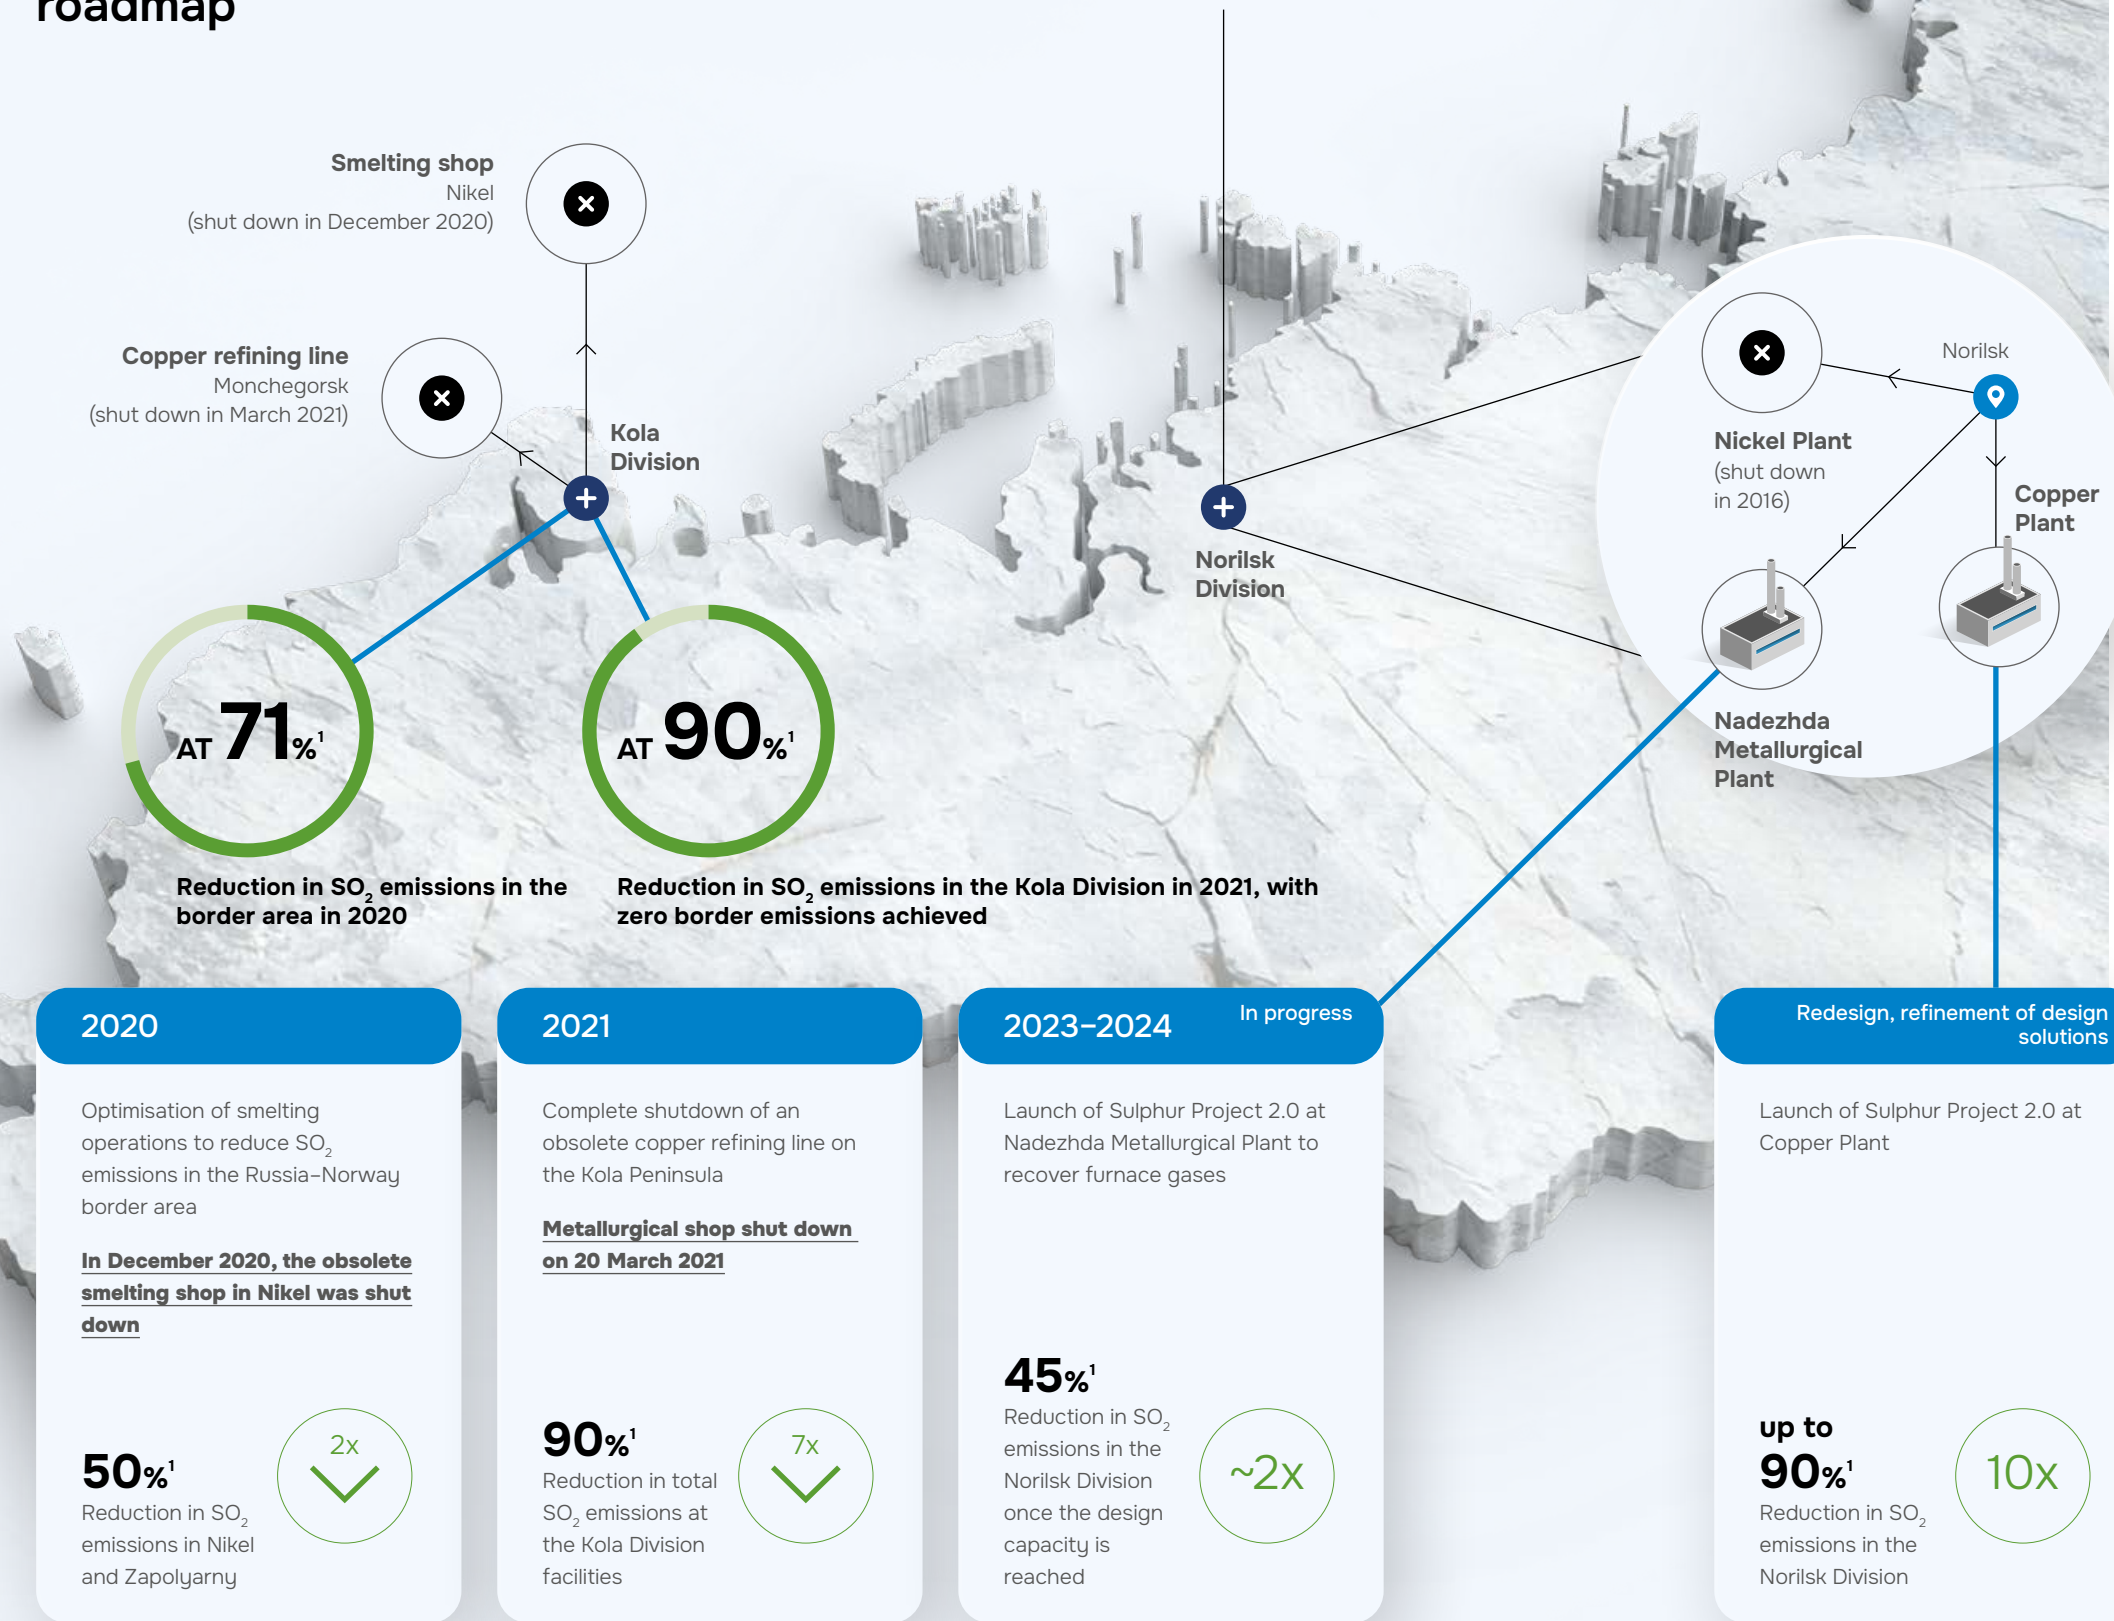 roadmap
Smelting shop
Nikel
(shut down in December 2020)
Copper refining line
Monchegorsk
(shut down in March 2021)
Kola
Division
Norilsk
Division
Norilsk
Nickel Plant
(shut down
in 2016)
Copper
Plant
Nadezhda
Metallurgical
Plant
AT 71%¹
Reduction in SO₂ emissions in the
border area in 2020
AT 90%¹
Reduction in SO₂ emissions in the Kola Division in 2021, with
zero border emissions achieved
2020
Optimisation of smelting
operations to reduce SO₂
emissions in the Russia–Norway
border area
In December 2020, the obsolete
smelting shop in Nikel was shut
down
50%¹
Reduction in SO₂
emissions in Nikel
and Zapolyarny
2x
2021
Complete shutdown of an
obsolete copper refining line on
the Kola Peninsula
Metallurgical shop shut down
on 20 March 2021
90%¹
Reduction in total
SO₂ emissions at
the Kola Division
facilities
7x
2023–2024
In progress
Launch of Sulphur Project 2.0 at
Nadezhda Metallurgical Plant to
recover furnace gases
45%¹
Reduction in SO₂
emissions in the
Norilsk Division
once the design
capacity is
reached
~2x
Redesign, refinement of design
solutions
Launch of Sulphur Project 2.0 at
Copper Plant
up to
90%¹
Reduction in SO₂
emissions in the
Norilsk Division
10x